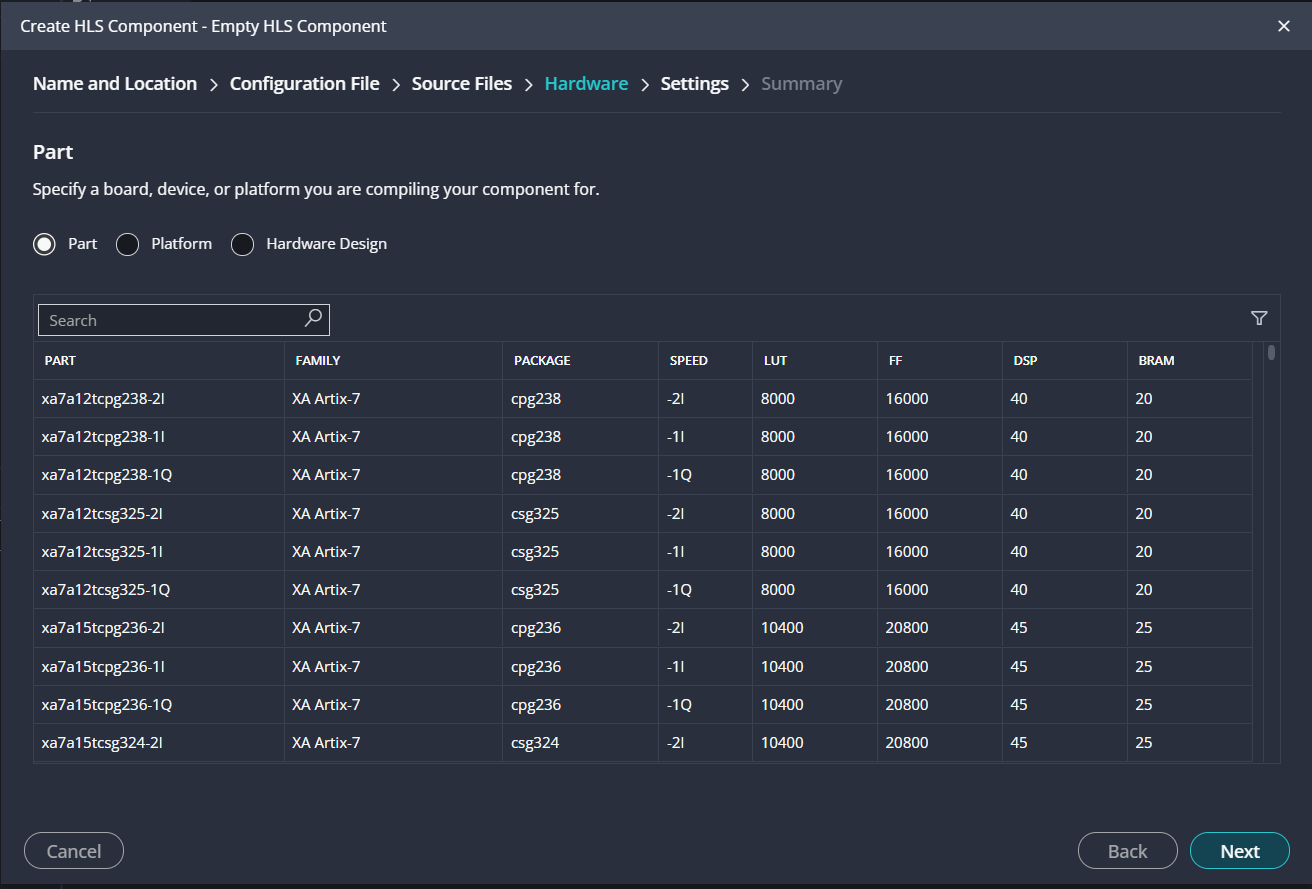 Create HLS Component - Empty HLS Component
Name and Location > Configuration File > Source Files > Hardware > Settings > Summary
Part
Specify a board, device, or platform you are compiling your component for.
Part Platform Hardware Design
Search
PART FAMILY PACKAGE SPEED LUT FF DSP BRAM
xa7a12tcpg238-2I XA Artix-7 cpg238 -2I 8000 16000 40 20
xa7a12tcpg238-1I XA Artix-7 cpg238 -1I 8000 16000 40 20
xa7a12tcpg238-1Q XA Artix-7 cpg238 -1Q 8000 16000 40 20
xa7a12tcsg325-2I XA Artix-7 csg325 -2I 8000 16000 40 20
xa7a12tcsg325-1I XA Artix-7 csg325 -1I 8000 16000 40 20
xa7a12tcsg325-1Q XA Artix-7 csg325 -1Q 8000 16000 40 20
xa7a15tcpg236-2I XA Artix-7 cpg236 -2I 10400 20800 45 25
xa7a15tcpg236-1I XA Artix-7 cpg236 -1I 10400 20800 45 25
xa7a15tcpg236-1Q XA Artix-7 cpg236 -1Q 10400 20800 45 25
xa7a15tcsg324-2I XA Artix-7 csg324 -2I 10400 20800 45 25
Cancel Back Next